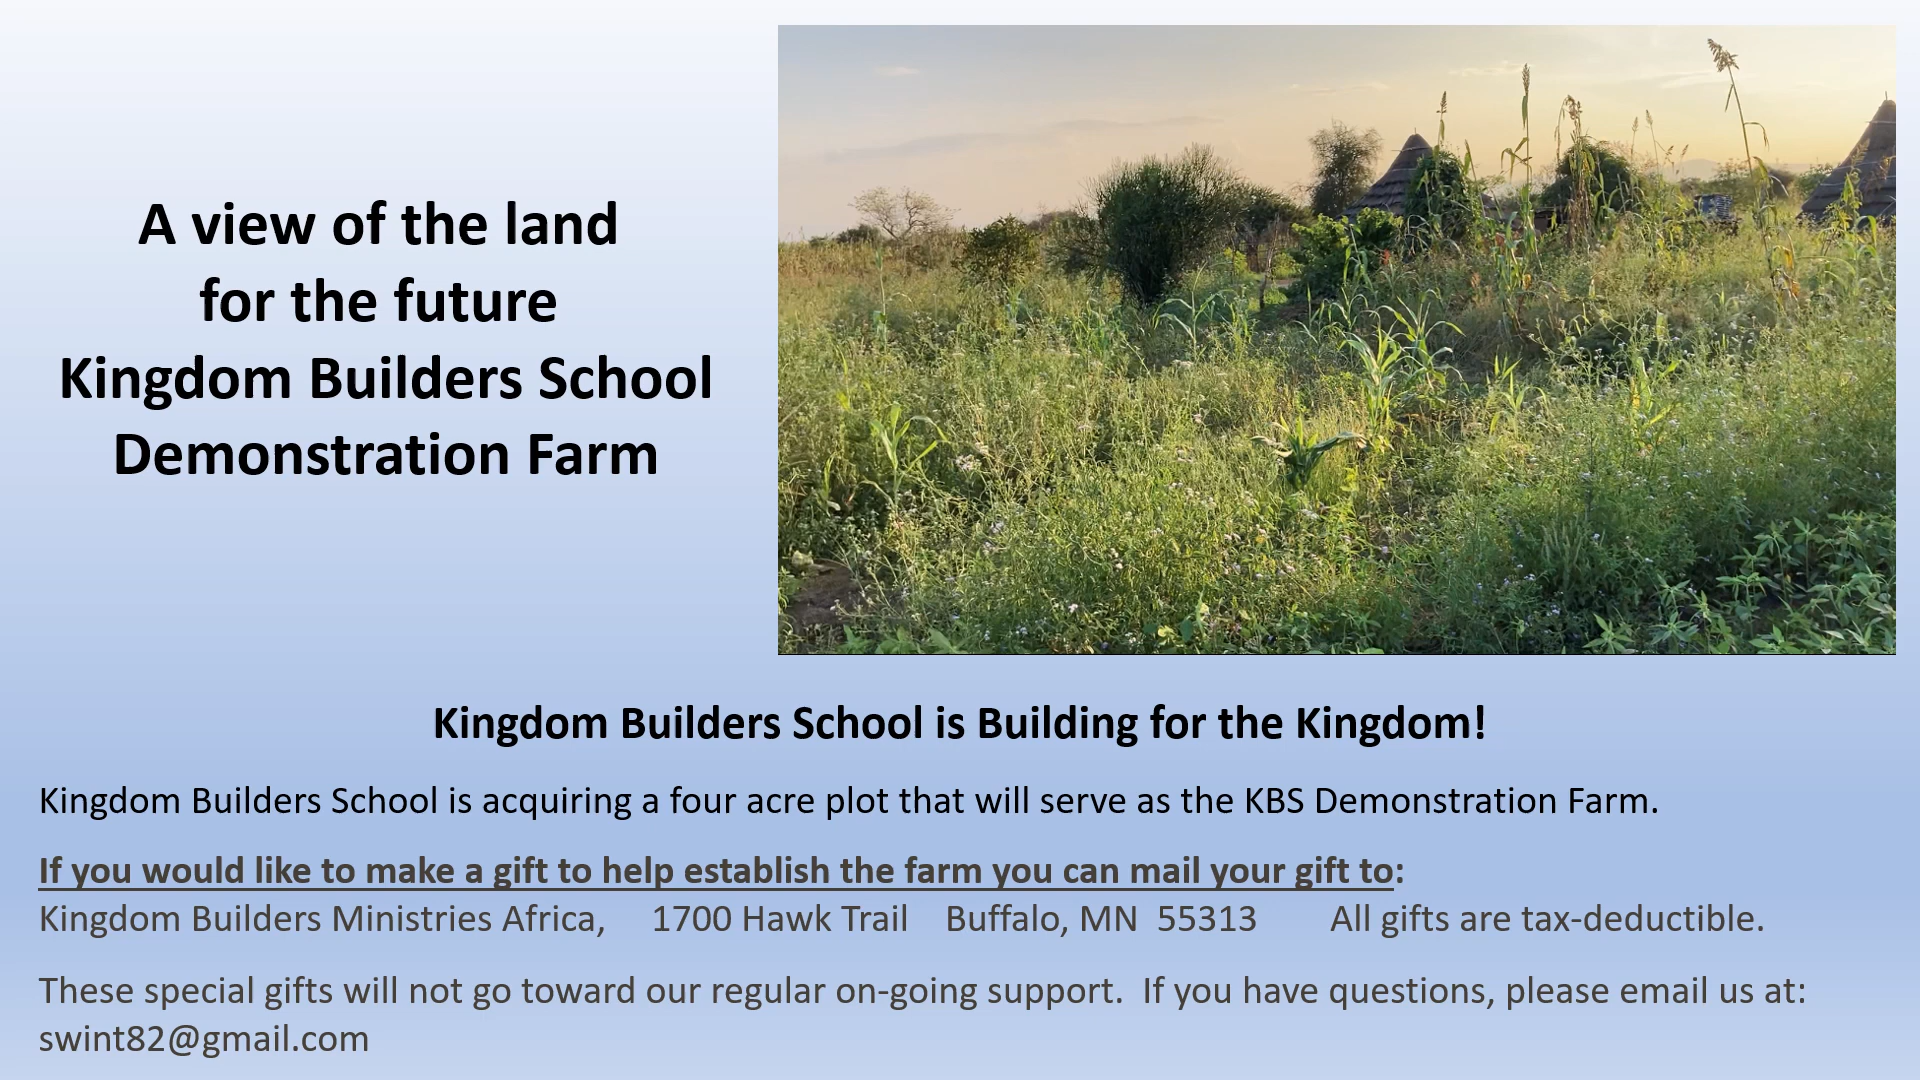 A view of the land
for the future
Kingdom Builders School
Demonstration Farm
Kingdom Builders School is Building for the Kingdom!
Kingdom Builders School is acquiring a four acre plot that will serve as the KBS Demonstration Farm.
If you would like to make a gift to help establish the farm you can mail your gift to:
Kingdom Builders Ministries Africa, 1700 Hawk Trail Buffalo, MN 55313 All gifts are tax-deductible.
These special gifts will not go toward our regular on-going support. If you have questions, please email us at:
swint82@gmail.com